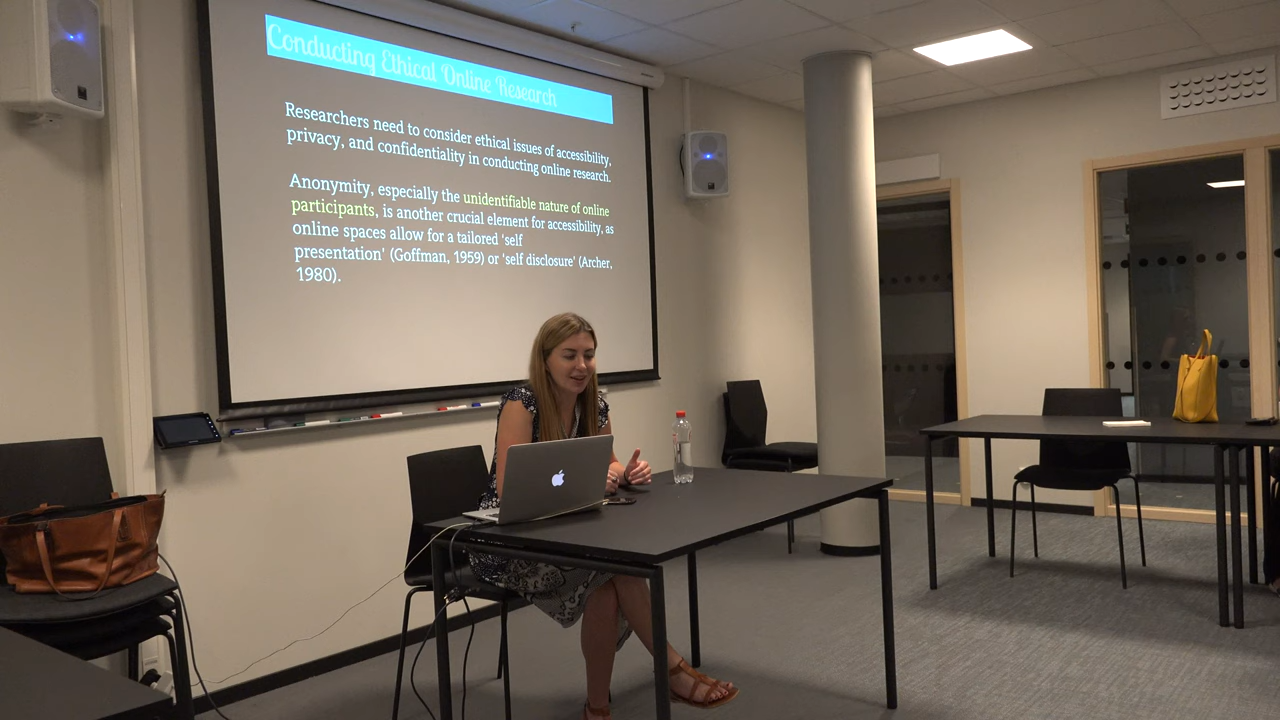 Conducting Ethical Online Research
Researchers need to consider ethical issues of accessibility,
privacy, and confidentiality in conducting online research.
Anonymity, especially the unidentifiable nature of online
participants, is another crucial element for accessibility, as
online spaces allow for a tailored 'self
presentation' (Goffman, 1959) or 'self disclosure' (Archer,
1980).